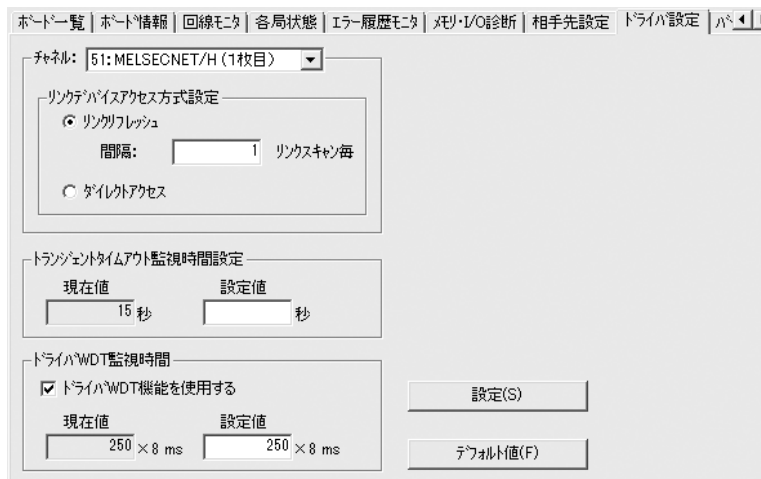 ﾎﾞｰﾄﾞ一覧 ﾎﾞｰﾄﾞ情報 回線ﾓﾆﾀ 各局状態 ｴﾗｰ履歴ﾓﾆﾀ ﾒﾓﾘ･I/O診断 相手先設定 ﾄﾞﾗｲﾊﾞ設定
ﾁｬﾈﾙ: 51:MELSECNET/H (1枚目)
ﾘﾝｸﾃﾞﾊﾞｲｽｱｸｾｽ方式設定
ﾘﾝｸﾘﾌﾚｯｼｭ
間隔: 1 ﾘﾝｸｽｷｬﾝ毎
ﾀﾞｲﾚｸﾄｱｸｾｽ
ﾄﾗﾝｼﾞｪﾝﾄﾀｲﾑｱｳﾄ監視時間設定
現在値 設定値
15 秒 秒
ﾄﾞﾗｲﾊﾞWDT監視時間
ﾄﾞﾗｲﾊﾞWDT機能を使用する
設定(S)
現在値 設定値
250 ×8 ms 250 ×8 ms
ﾃﾞﾌｫﾙﾄ値(F)